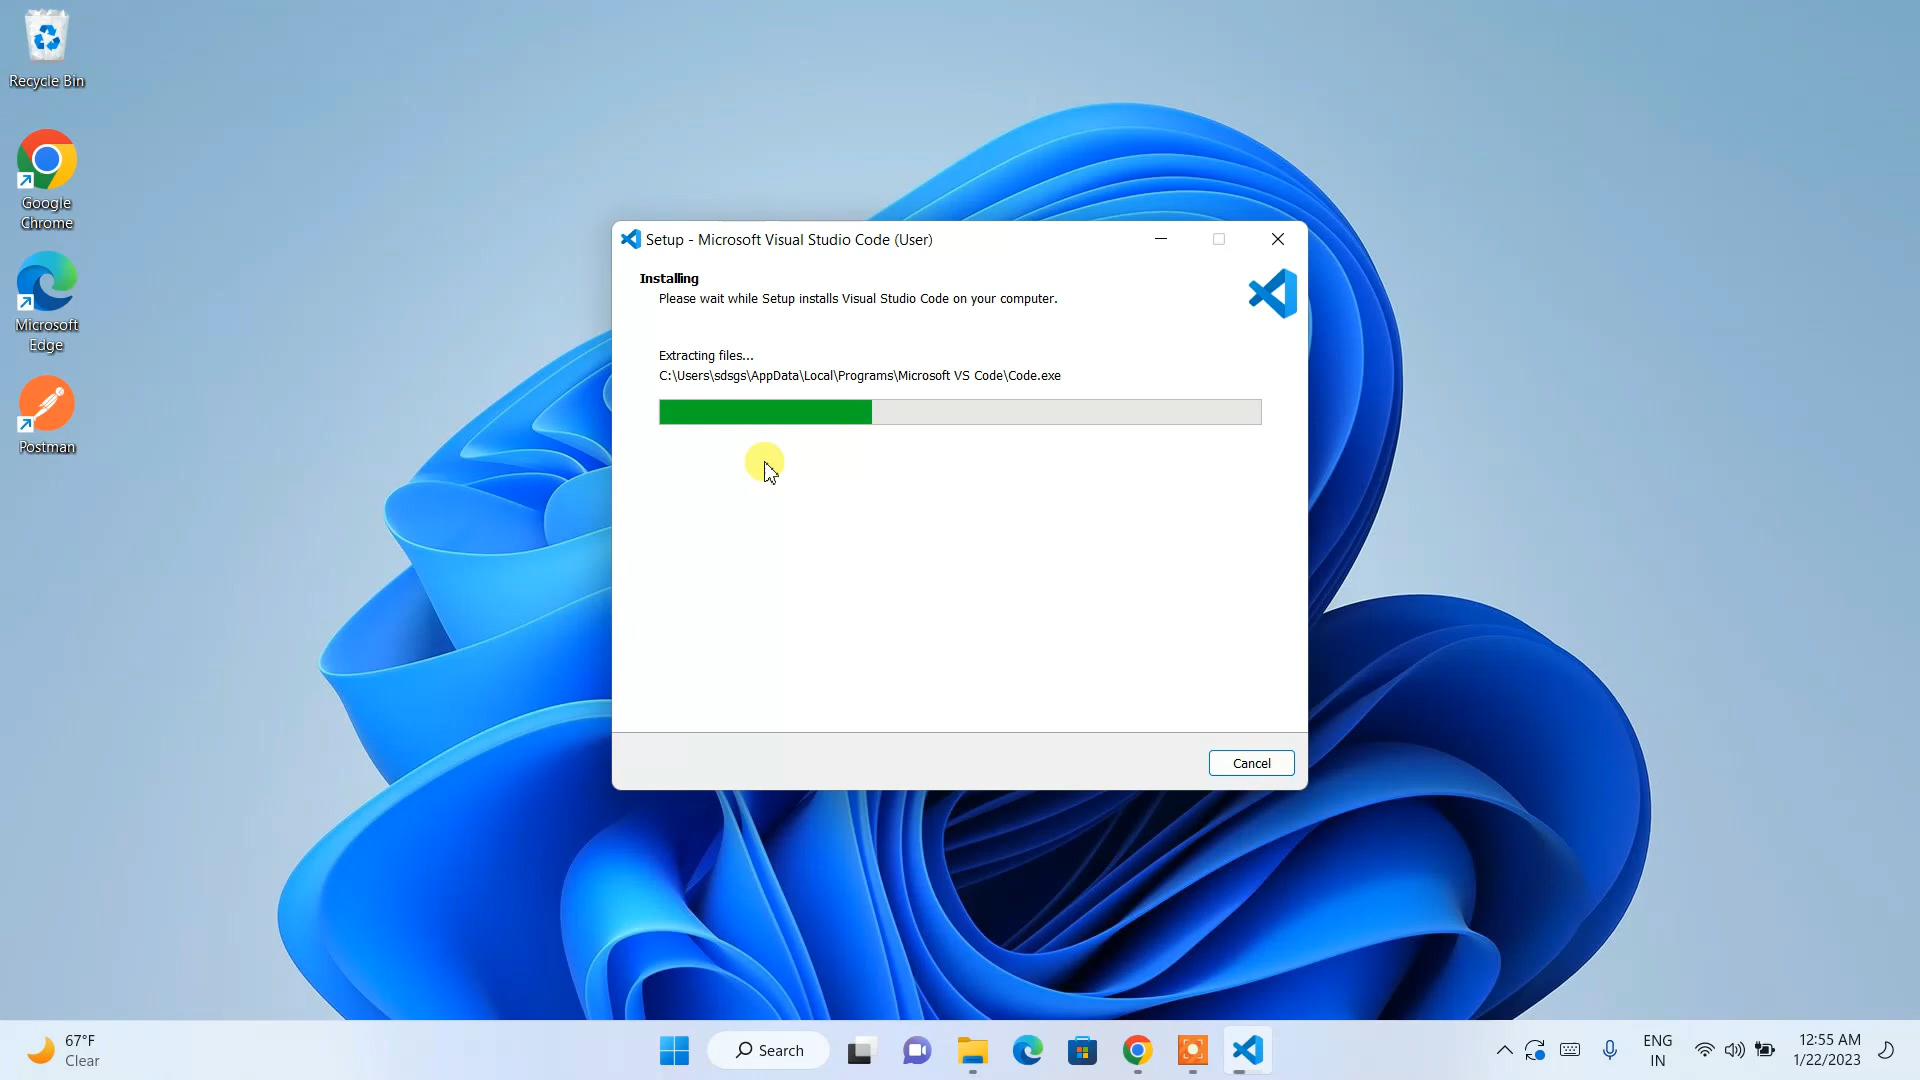 Recycle Bin
Google
Chrome
Microsoft
Edge
Postman
Setup - Microsoft Visual Studio Code (User)
Installing
Please wait while Setup installs Visual Studio Code on your computer.
Extracting files...
C:\Users\sdsgs\AppData\Local\Programs\Microsoft VS Code\Code.exe
Cancel
67°F
Clear
Search
ENG
IN
12:55 AM
1/22/2023